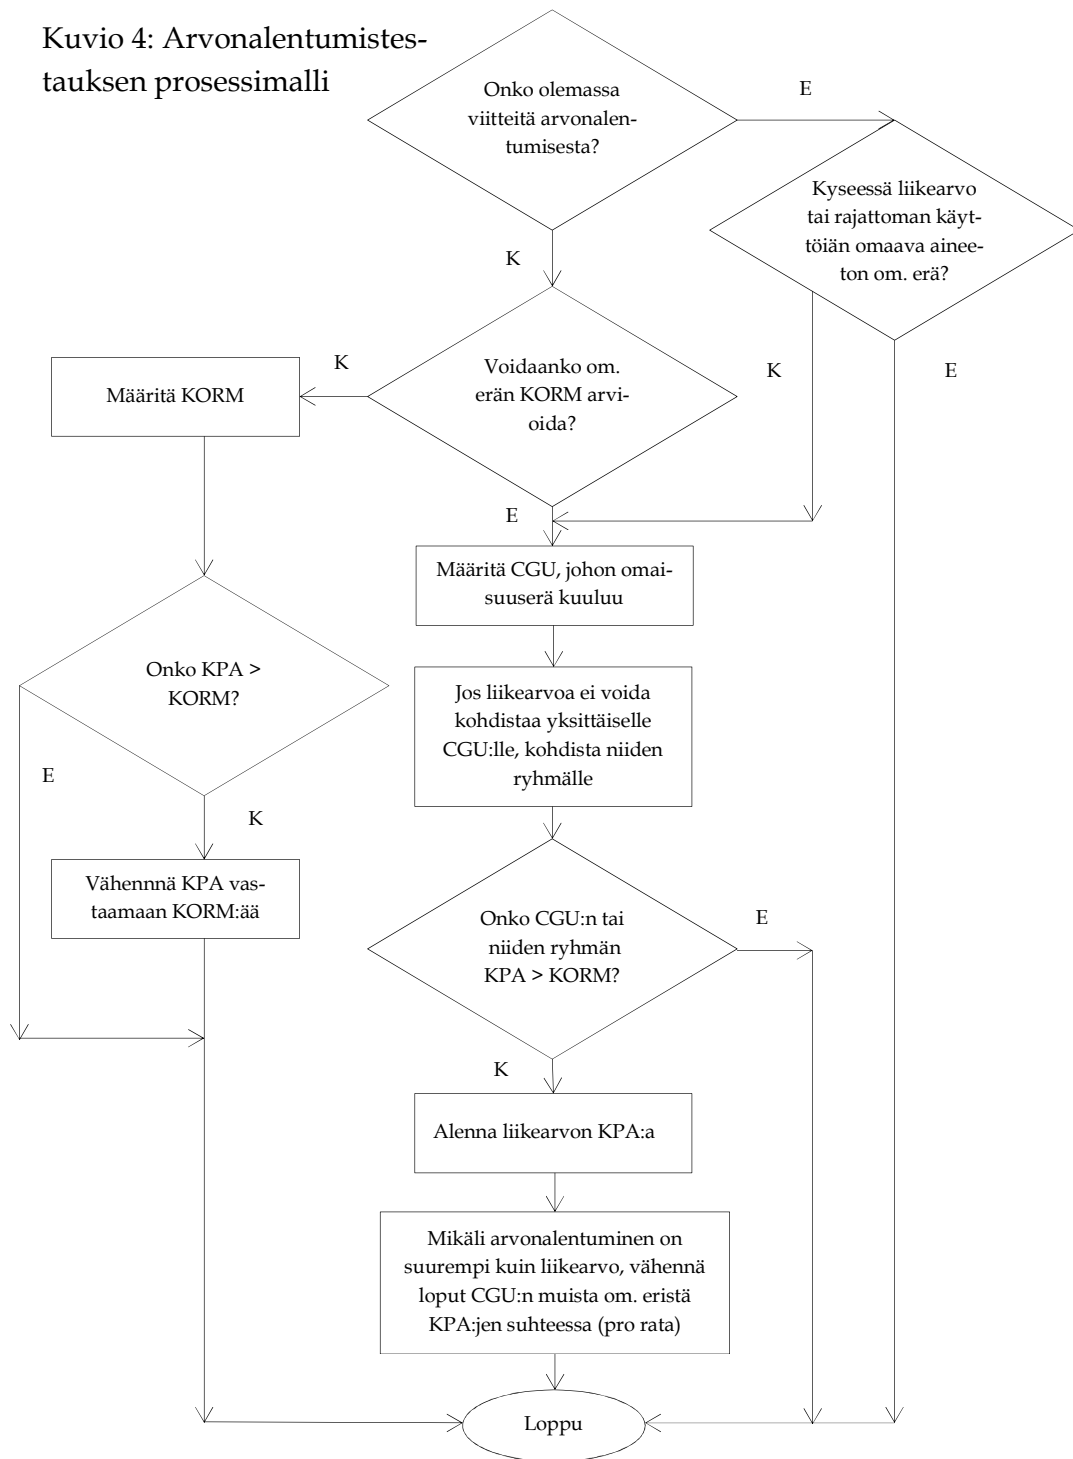 Kuvio 4: Arvonalentumistes-
tauksen prosessimalli
Onko olemassa
viitteitä arvonalen-
tumisesta?
E
Kyseessä liikearvo
tai rajattoman käyt-
töiän omaava ainee-
ton om. erä?
K
Voidaanko om.
erän KORM arvi-
oida?
K
K
E
Määritä KORM
E
Määritä CGU, johon omai-
suuserä kuuluu
Onko KPA >
KORM?
Jos liikearvoa ei voida
kohdistaa yksittäiselle
CGU:lle, kohdista niiden
ryhmälle
E
K
Vähennnä KPA vas-
taamaan KORM:ää
Onko CGU:n tai
niiden ryhmän
KPA > KORM?
E
K
Alenna liikearvon KPA:a
Mikäli arvonalentuminen on
suurempi kuin liikearvo, vähennä
loput CGU:n muista om. eristä
KPA:jen suhteessa (pro rata)
Loppu